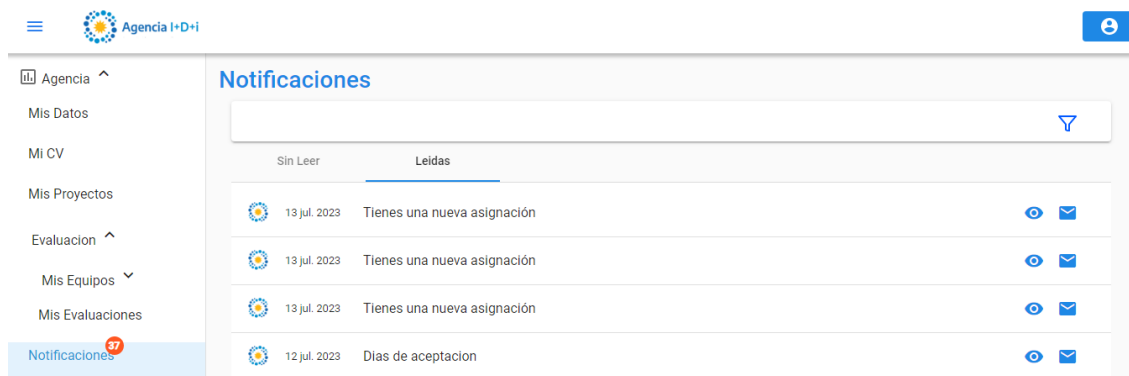 Agencia I+D+i
Agencia
Mis Datos
Mi CV
Mis Proyectos
Evaluacion
Mis Equipos
Mis Evaluaciones
Notificaciones 37
Notificaciones
Sin Leer Leidas
13 jul. 2023 Tienes una nueva asignación
13 jul. 2023 Tienes una nueva asignación
13 jul. 2023 Tienes una nueva asignación
12 jul. 2023 Dias de aceptacion